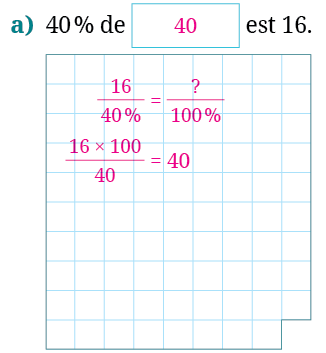 a) 40 % de 40 est 16.
16/40 % = ?/100 %
16 × 100/40 = 40